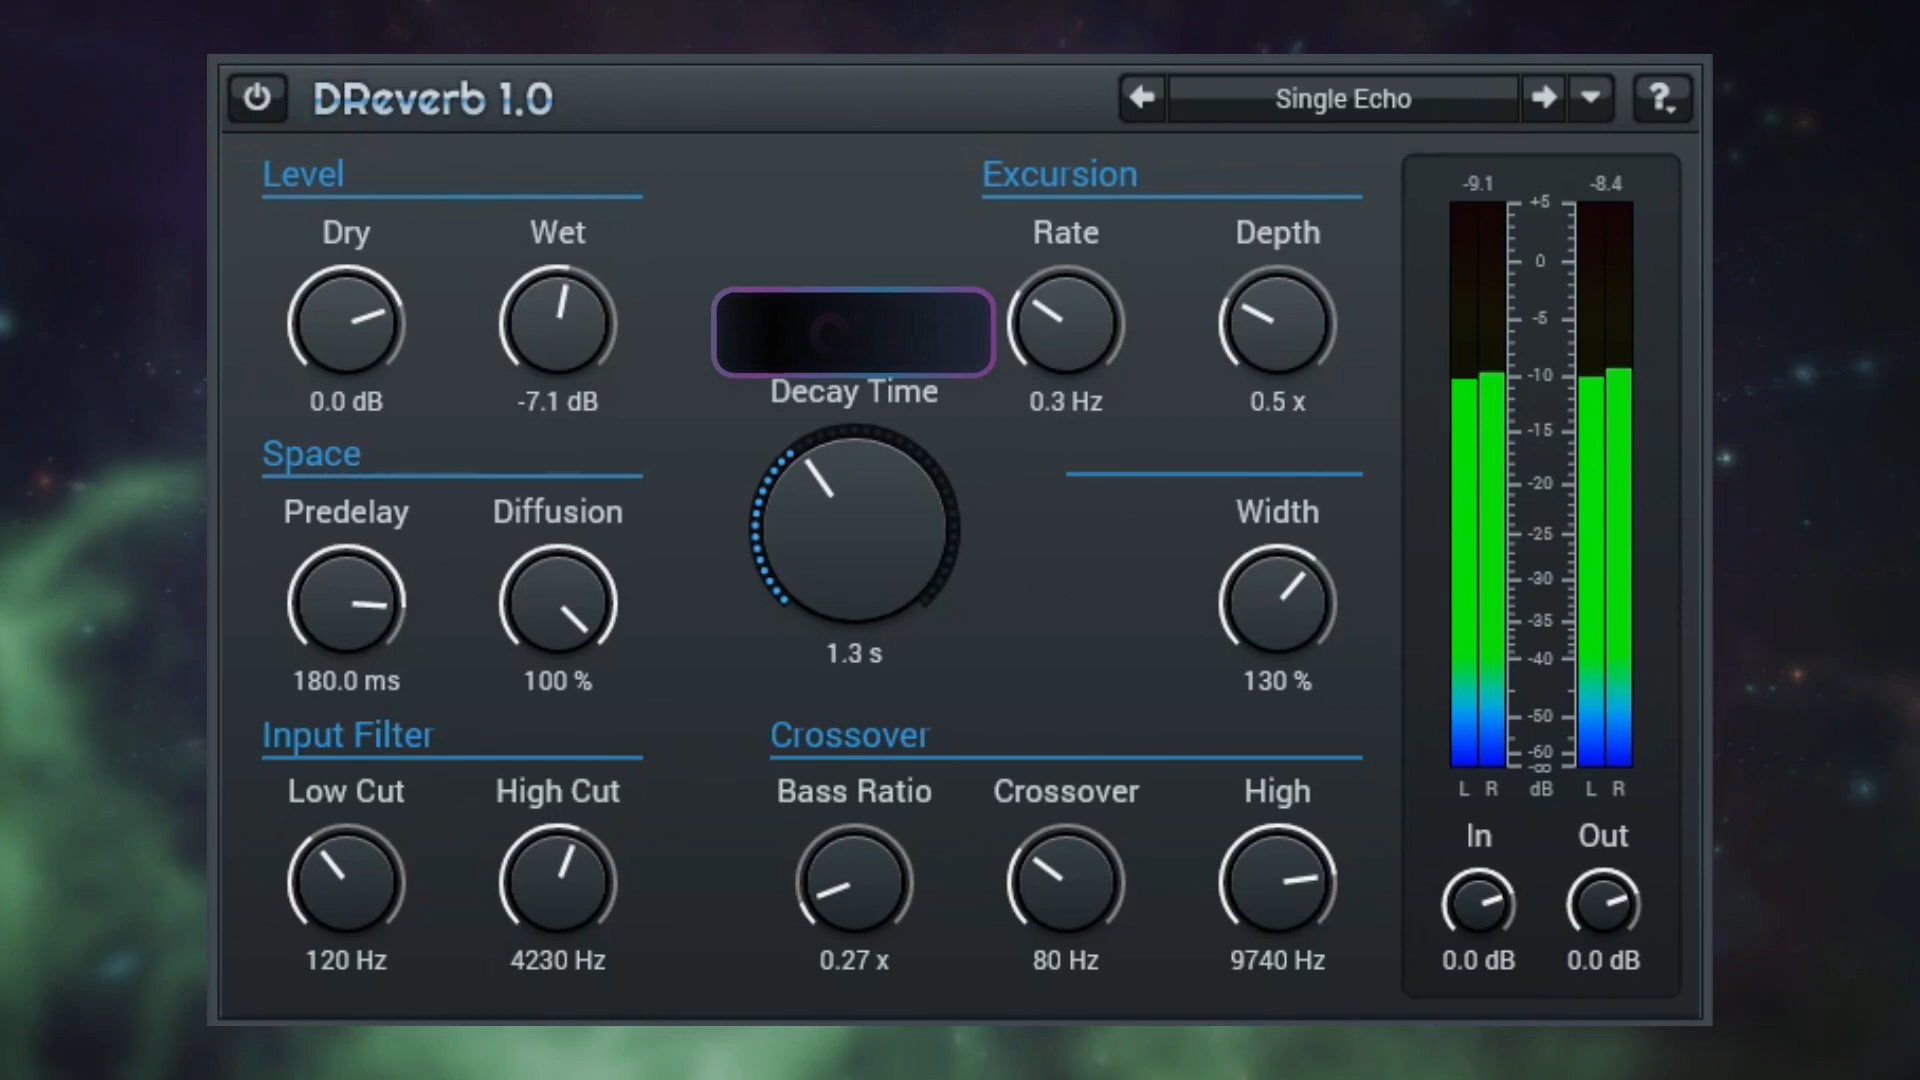 DReverb 1.0
Single Echo
Level
Dry
Wet
0.0 dB
-7.1 dB
Space
Predelay
Diffusion
180.0 ms
100 %
Input Filter
Low Cut
High Cut
120 Hz
4230 Hz
Decay Time
1.3 s
Excursion
Rate
Depth
0.3 Hz
0.5 x
Width
130 %
Crossover
Bass Ratio
Crossover
High
0.27 x
80 Hz
9740 Hz
-9.1
-8.4
+5
0
-5
-10
-15
-20
-25
-30
-35
-40
-50
-60
-∞
L R dB L R
In
Out
0.0 dB
0.0 dB
?